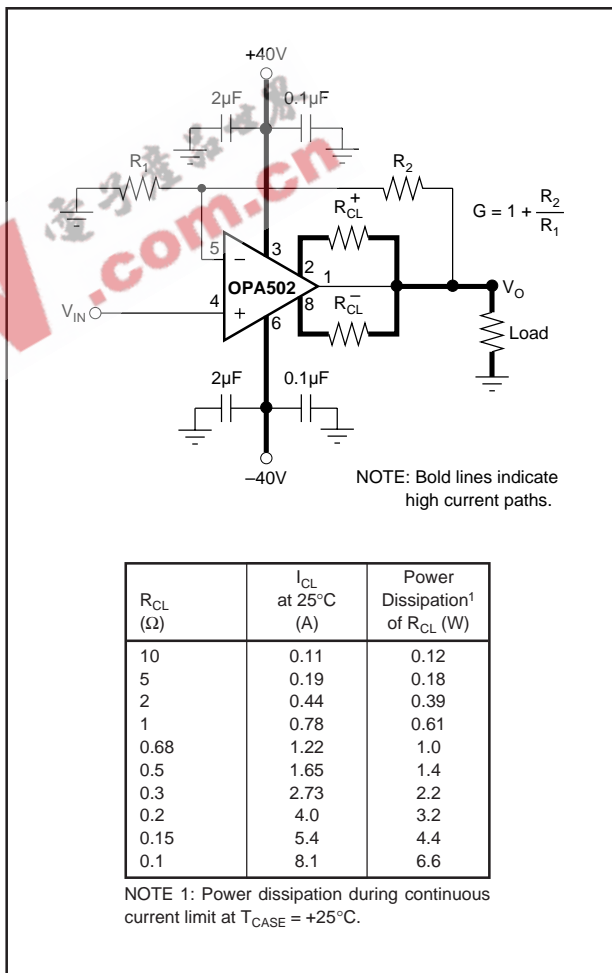 +40V
2µF
0.1µF
R1
R2
G = 1 + R2/R1
RCL+
5
−
3
2
OPA502
1
VO
8
RCL−
4
+
6
VIN
Load
2µF
0.1µF
–40V
NOTE: Bold lines indicate
high current paths.
RCL (Ω) ICL at 25°C (A) Power Dissipation1 of RCL (W)
10 0.11 0.12
5 0.19 0.18
2 0.44 0.39
1 0.78 0.61
0.68 1.22 1.0
0.5 1.65 1.4
0.3 2.73 2.2
0.2 4.0 3.2
0.15 5.4 4.4
0.1 8.1 6.6
NOTE 1: Power dissipation during continuous
current limit at TCASE = +25°C.
.com.cn